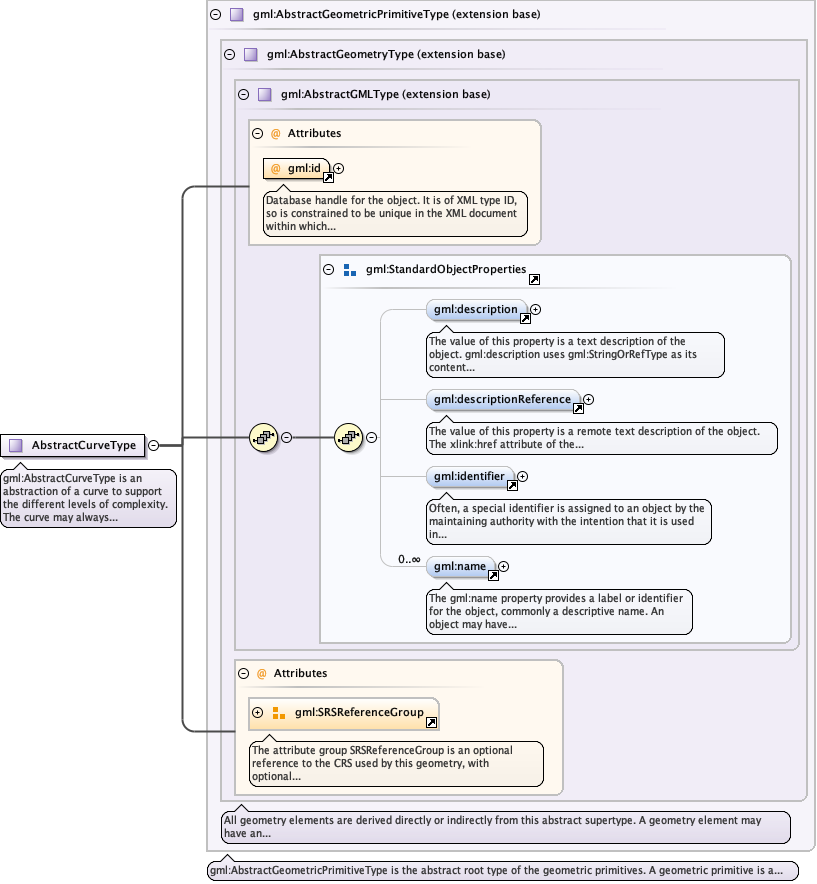 gml:AbstractGeometricPrimitiveType (extension base)
gml:AbstractGeometryType (extension base)
gml:AbstractGMLType (extension base)
@ Attributes
@ gml:id
Database handle for the object. It is of XML type ID,
so is constrained to be unique in the XML document
within which...
gml:StandardObjectProperties
gml:description
The value of this property is a text description of the
object. gml:description uses gml:StringOrRefType as its
content...
gml:descriptionReference
The value of this property is a remote text description of the object.
The xlink:href attribute of the...
AbstractCurveType
gml:AbstractCurveType is an
abstraction of a curve to support
the different levels of complexity.
The curve may always...
gml:identifier
Often, a special identifier is assigned to an object by the
maintaining authority with the intention that it is used
in...
0..∞
gml:name
The gml:name property provides a label or identifier
for the object, commonly a descriptive name. An
object may have...
@ Attributes
gml:SRSReferenceGroup
The attribute group SRSReferenceGroup is an optional
reference to the CRS used by this geometry, with
optional...
All geometry elements are derived directly or indirectly from this abstract supertype. A geometry element may
have an...
gml:AbstractGeometricPrimitiveType is the abstract root type of the geometric primitives. A geometric primitive is a...